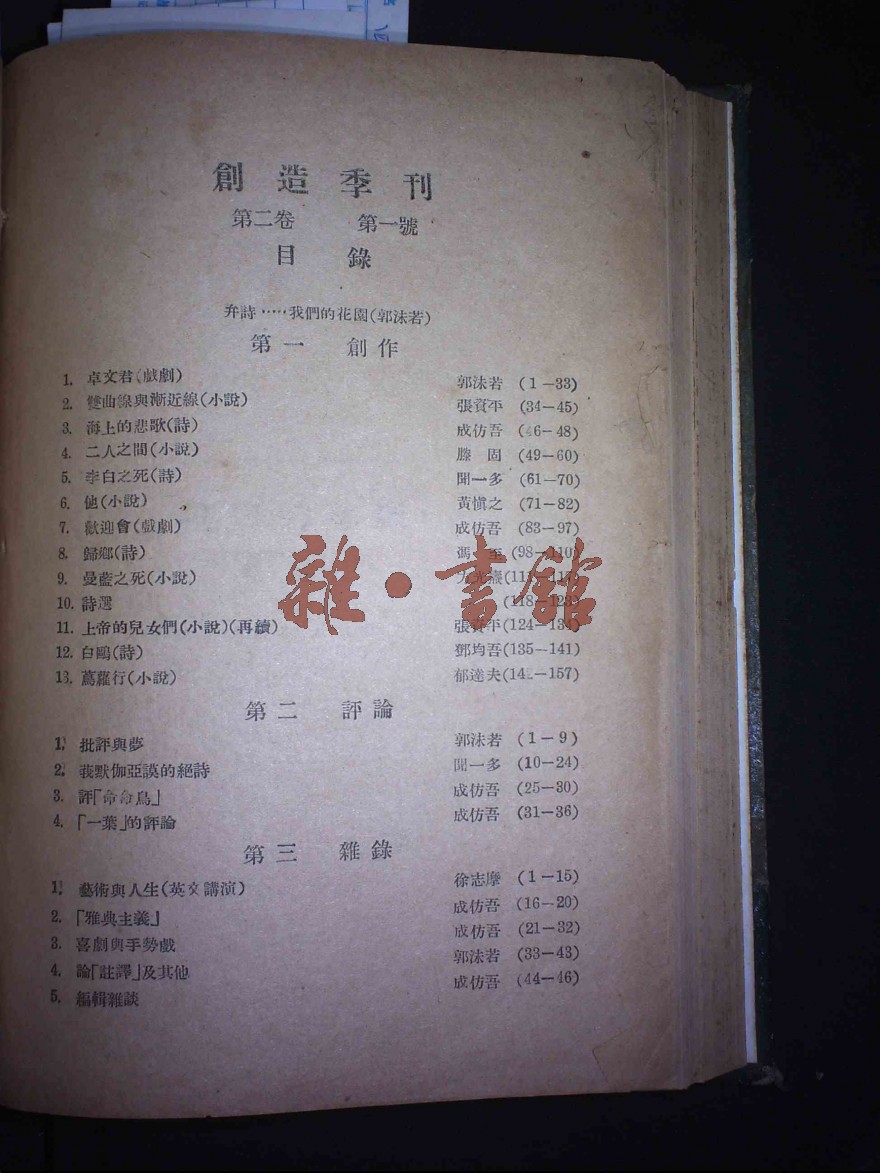 創造季刊
第二卷 第一號
目 錄
弁詩……我們的花園(郭沫若)
第一 創作
1. 卓文君(戲劇) 郭沫若 (1—33)
2. 雙曲線與漸近線(小說) 張資平 (34—45)
3. 海上的悲歌(詩) 成仿吾 (46—48)
4. 二人之間(小說) 滕 固 (49—60)
5. 李白之死(詩) 聞一多 (61—70)
6. 他(小說) 黃愼之 (71—82)
7. 歡迎會(戲劇) 成仿吾 (83—97)
8. 歸鄉(詩) 馮 至 (98—110)
9. 曼藍之死(小說)
10. 詩選 (118—123)
11. 上帝的兒女們(小說)(再續) 張資平(124—134)
12. 白鷗(詩) 鄧均吾(135—141)
13. 蔦蘿行(小說) 郁達夫(142—157)
第二 評論
1. 批評與夢 郭沫若 (1—9)
2. 莪默伽亞謨的絕詩 聞一多 (10—24)
3. 評「命命鳥」 成仿吾 (25—30)
4. 「一葉」的評論 成仿吾 (31—36)
第三 雜錄
1. 藝術與人生(英文講演) 徐志摩 (1—15)
2. 「雅典主義」 成仿吾 (16—20)
3. 喜劇與手勢戲 成仿吾 (21—32)
4. 論「註譯」及其他 郭沫若 (33—43)
5. 編輯雜談 成仿吾 (44—46)
雜·書館